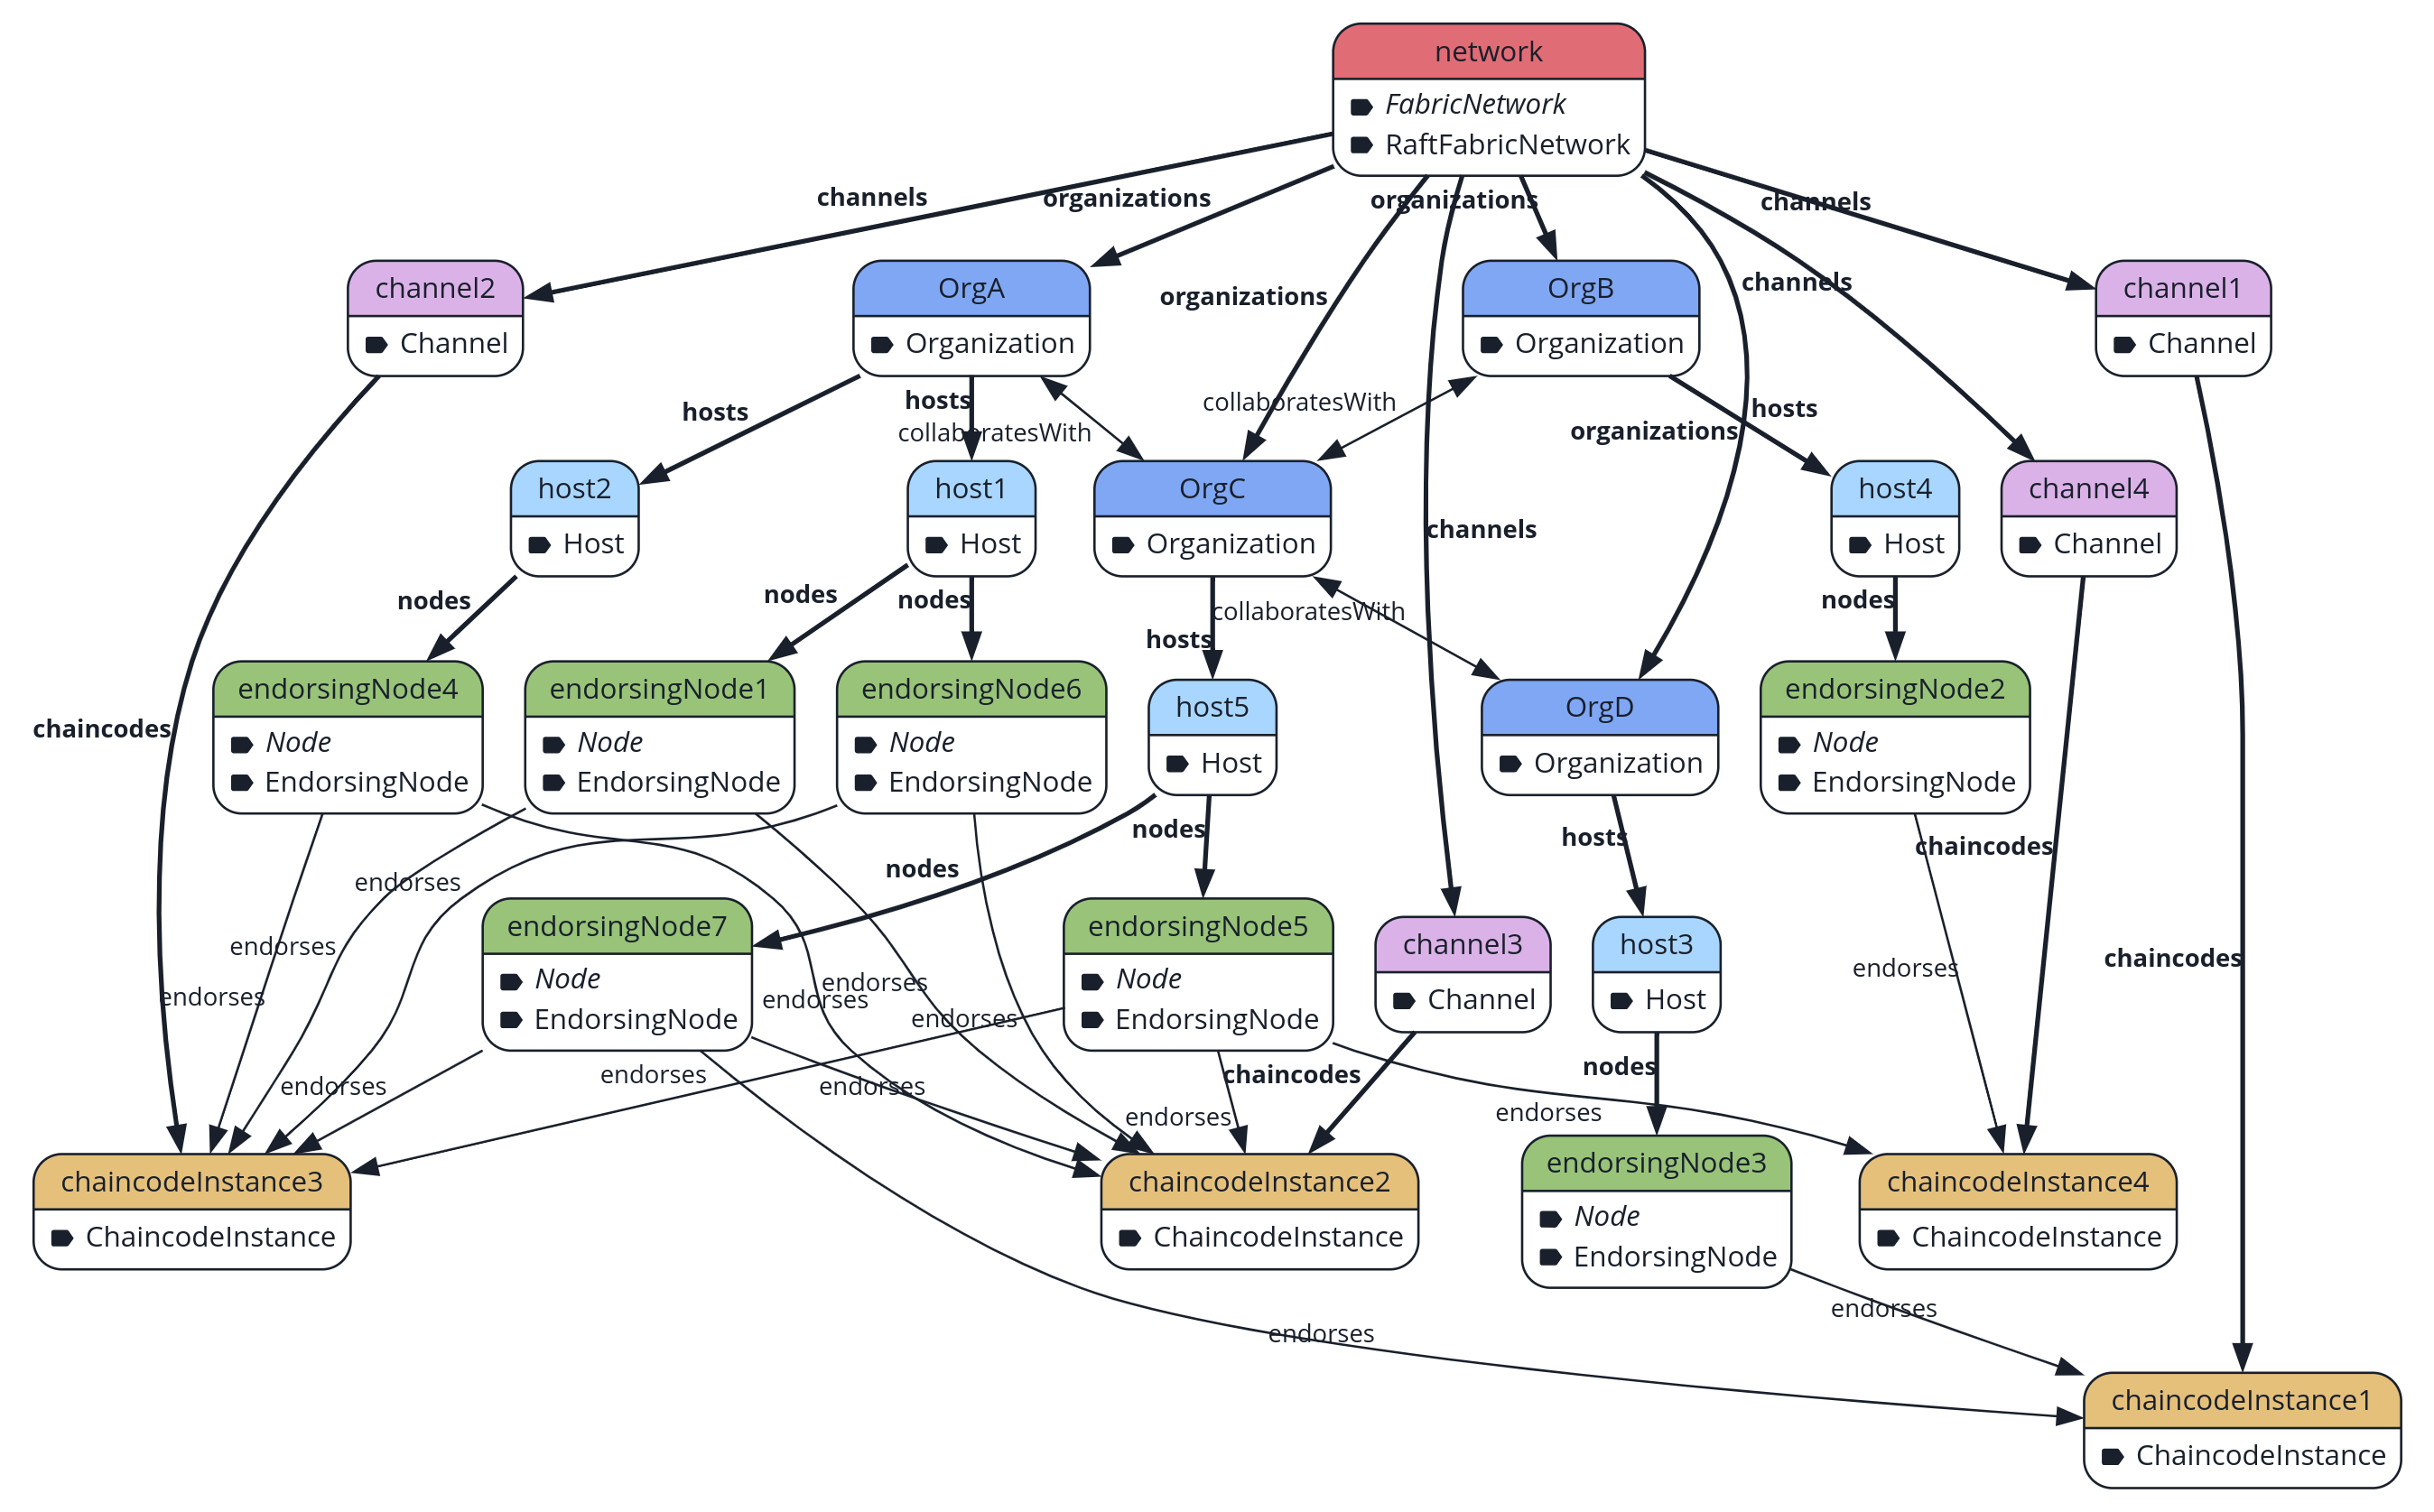 network
FabricNetwork
RaftFabricNetwork
channels
organizations
organizations
channels
channels
organizations
channel2
Channel
OrgA
Organization
OrgB
Organization
channel1
Channel
hosts
hosts
collaboratesWith
collaboratesWith
hosts
organizations
host2
Host
host1
Host
OrgC
Organization
channels
host4
Host
channel4
Channel
nodes
nodes
nodes
collaboratesWith
hosts
nodes
chaincodes
endorsingNode4
Node
EndorsingNode
endorsingNode1
Node
EndorsingNode
endorsingNode6
Node
EndorsingNode
host5
Host
OrgD
Organization
endorsingNode2
Node
EndorsingNode
nodes
nodes
hosts
chaincodes
endorses
endorses
endorses
endorsingNode7
Node
EndorsingNode
endorses
endorses
endorses
endorsingNode5
Node
EndorsingNode
channel3
Channel
host3
Host
endorses
chaincodes
endorses
endorses
endorses
endorses
chaincodes
endorses
nodes
chaincodeInstance3
ChaincodeInstance
chaincodeInstance2
ChaincodeInstance
endorsingNode3
Node
EndorsingNode
chaincodeInstance4
ChaincodeInstance
endorses
endorses
chaincodeInstance1
ChaincodeInstance